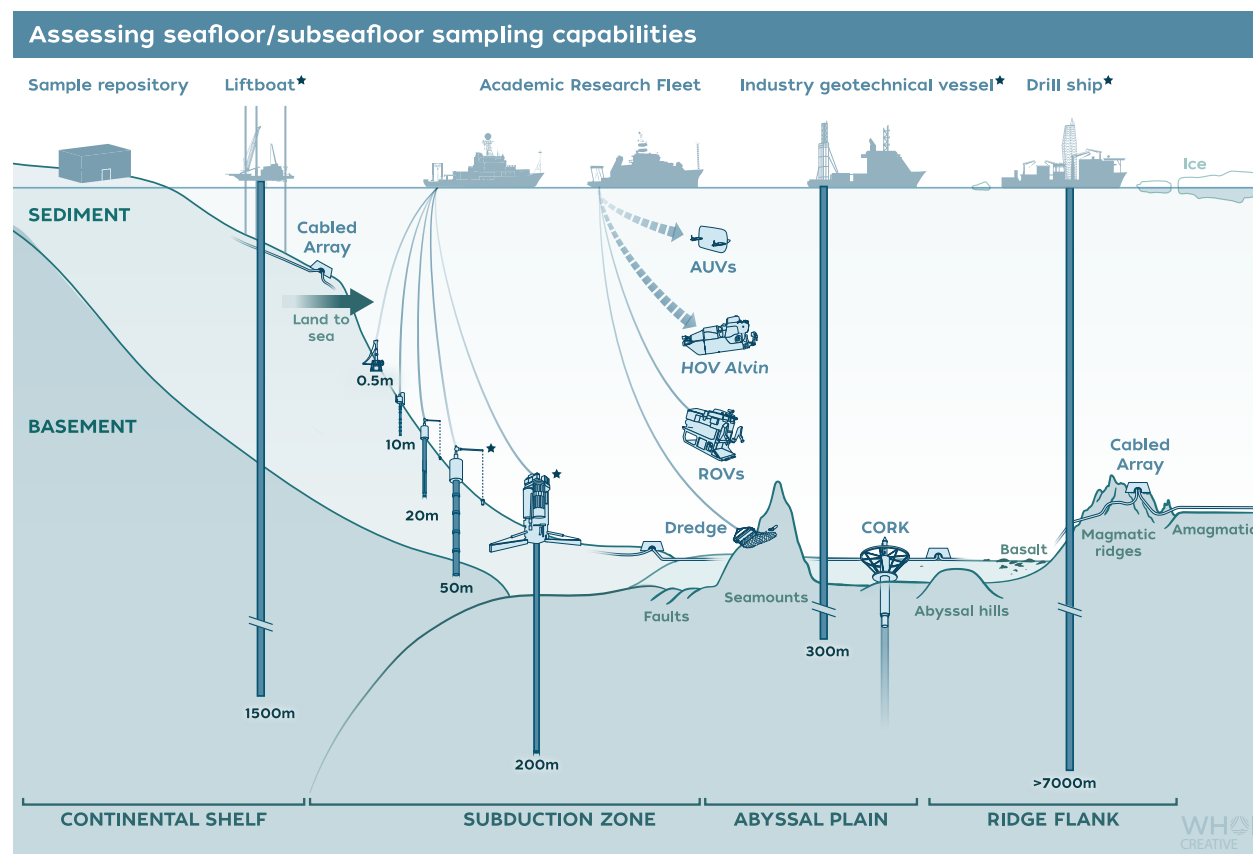 Assessing seafloor/subseafloor sampling capabilities
Sample repository
Liftboat★
Academic Research Fleet
Industry geotechnical vessel★
Drill ship★
Ice
SEDIMENT
Cabled
Array
AUVs
Land to
sea
HOV Alvin
0.5m
BASEMENT
10m
Cabled
Array
ROVs
20m
★
★
Dredge
CORK
Magmatic
ridges
Amagmatic
Basalt
50m
Seamounts
Faults
Abyssal hills
300m
1500m
200m
>7000m
CONTINENTAL SHELF
SUBDUCTION ZONE
ABYSSAL PLAIN
RIDGE FLANK
CREATIVE